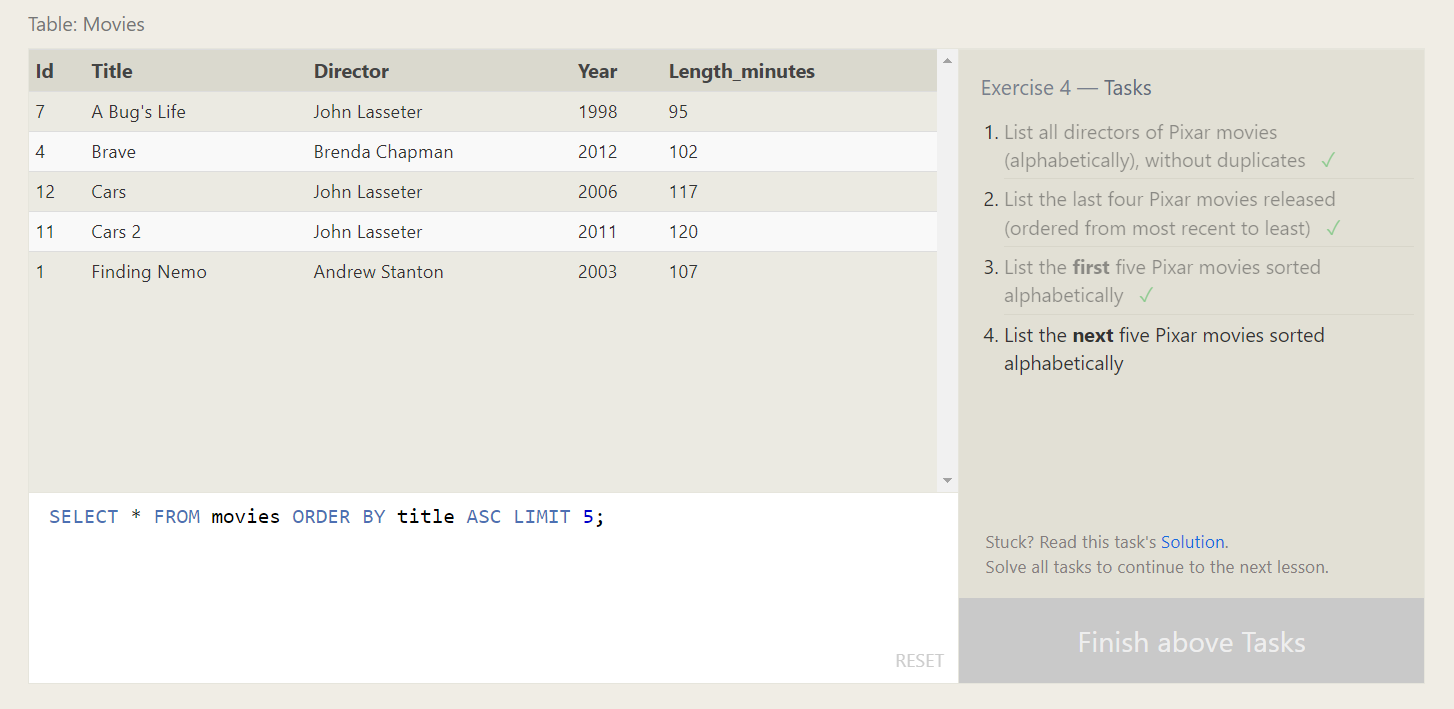 Table: Movies
Id Title Director Year Length_minutes
7 A Bug's Life John Lasseter 1998 95
4 Brave Brenda Chapman 2012 102
12 Cars John Lasseter 2006 117
11 Cars 2 John Lasseter 2011 120
1 Finding Nemo Andrew Stanton 2003 107
SELECT * FROM movies ORDER BY title ASC LIMIT 5;
RESET
Exercise 4 — Tasks
1. List all directors of Pixar movies
(alphabetically), without duplicates ✓
2. List the last four Pixar movies released
(ordered from most recent to least) ✓
3. List the first five Pixar movies sorted
alphabetically ✓
4. List the next five Pixar movies sorted
alphabetically
Stuck? Read this task's Solution.
Solve all tasks to continue to the next lesson.
Finish above Tasks